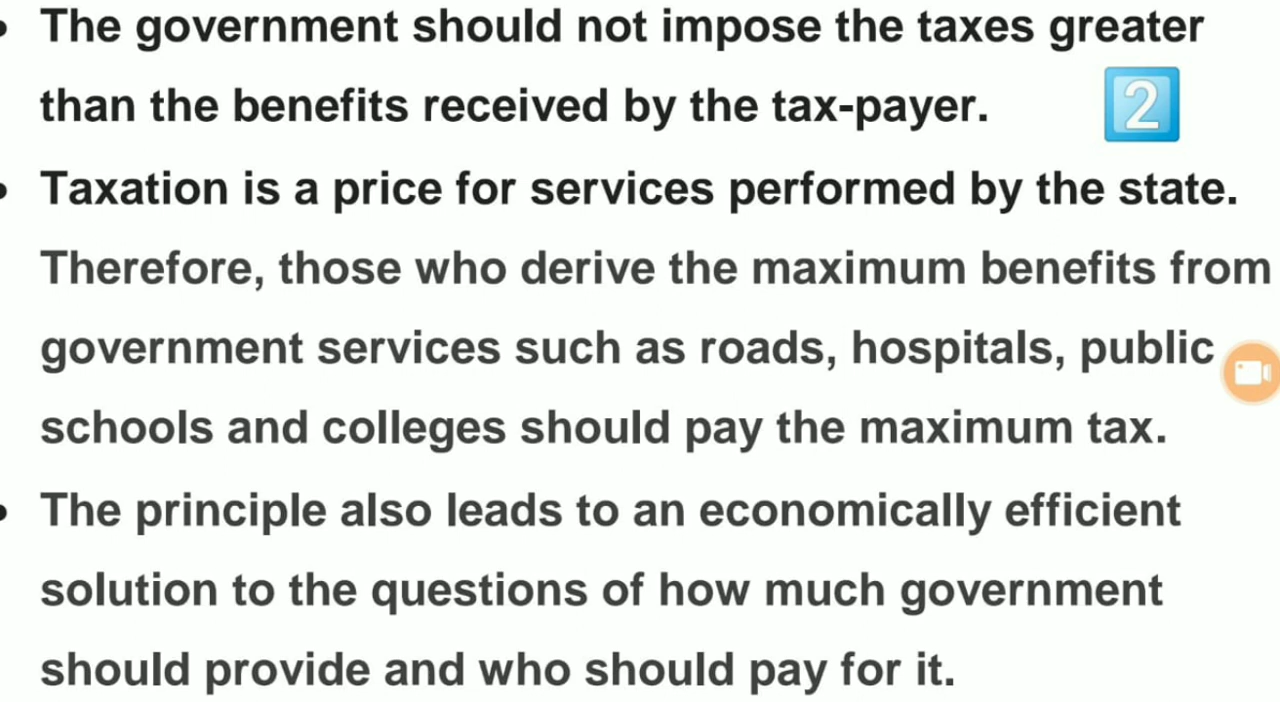 • The government should not impose the taxes greater
than the benefits received by the tax-payer. 2
• Taxation is a price for services performed by the state.
Therefore, those who derive the maximum benefits from
government services such as roads, hospitals, public
schools and colleges should pay the maximum tax.
• The principle also leads to an economically efficient
solution to the questions of how much government
should provide and who should pay for it.